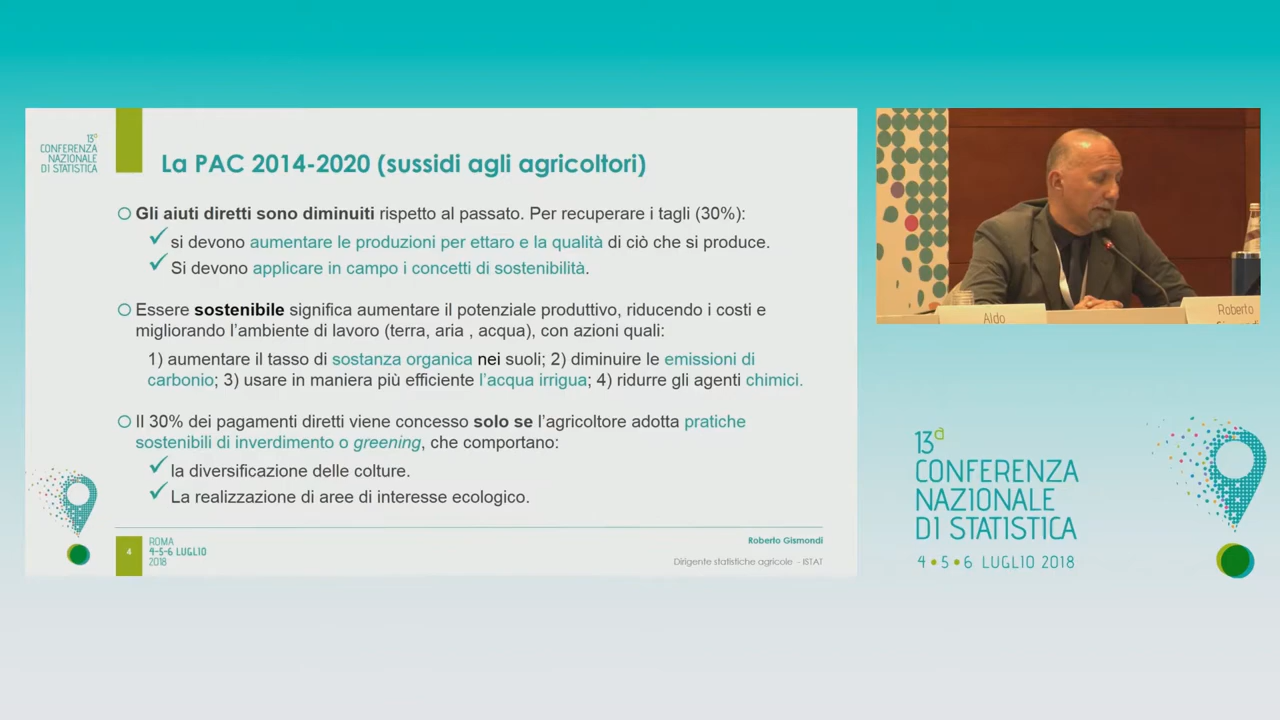 13ª
CONFERENZA
NAZIONALE
DI STATISTICA
La PAC 2014-2020 (sussidi agli agricoltori)
Gli aiuti diretti sono diminuiti rispetto al passato. Per recuperare i tagli (30%):
si devono aumentare le produzioni per ettaro e la qualità di ciò che si produce.
Si devono applicare in campo i concetti di sostenibilità.
Essere sostenibile significa aumentare il potenziale produttivo, riducendo i costi e
migliorando l'ambiente di lavoro (terra, aria , acqua), con azioni quali:
1) aumentare il tasso di sostanza organica nei suoli; 2) diminuire le emissioni di
carbonio; 3) usare in maniera più efficiente l'acqua irrigua; 4) ridurre gli agenti chimici.
Il 30% dei pagamenti diretti viene concesso solo se l'agricoltore adotta pratiche
sostenibili di inverdimento o greening, che comportano:
la diversificazione delle colture.
La realizzazione di aree di interesse ecologico.
4
ROMA
4-5-6 LUGLIO
2018
Roberto Gismondi
Dirigente statistiche agricole - ISTAT
Aldo
Roberto
13ª
CONFERENZA
NAZIONALE
DI STATISTICA
4 • 5 • 6 LUGLIO 2018